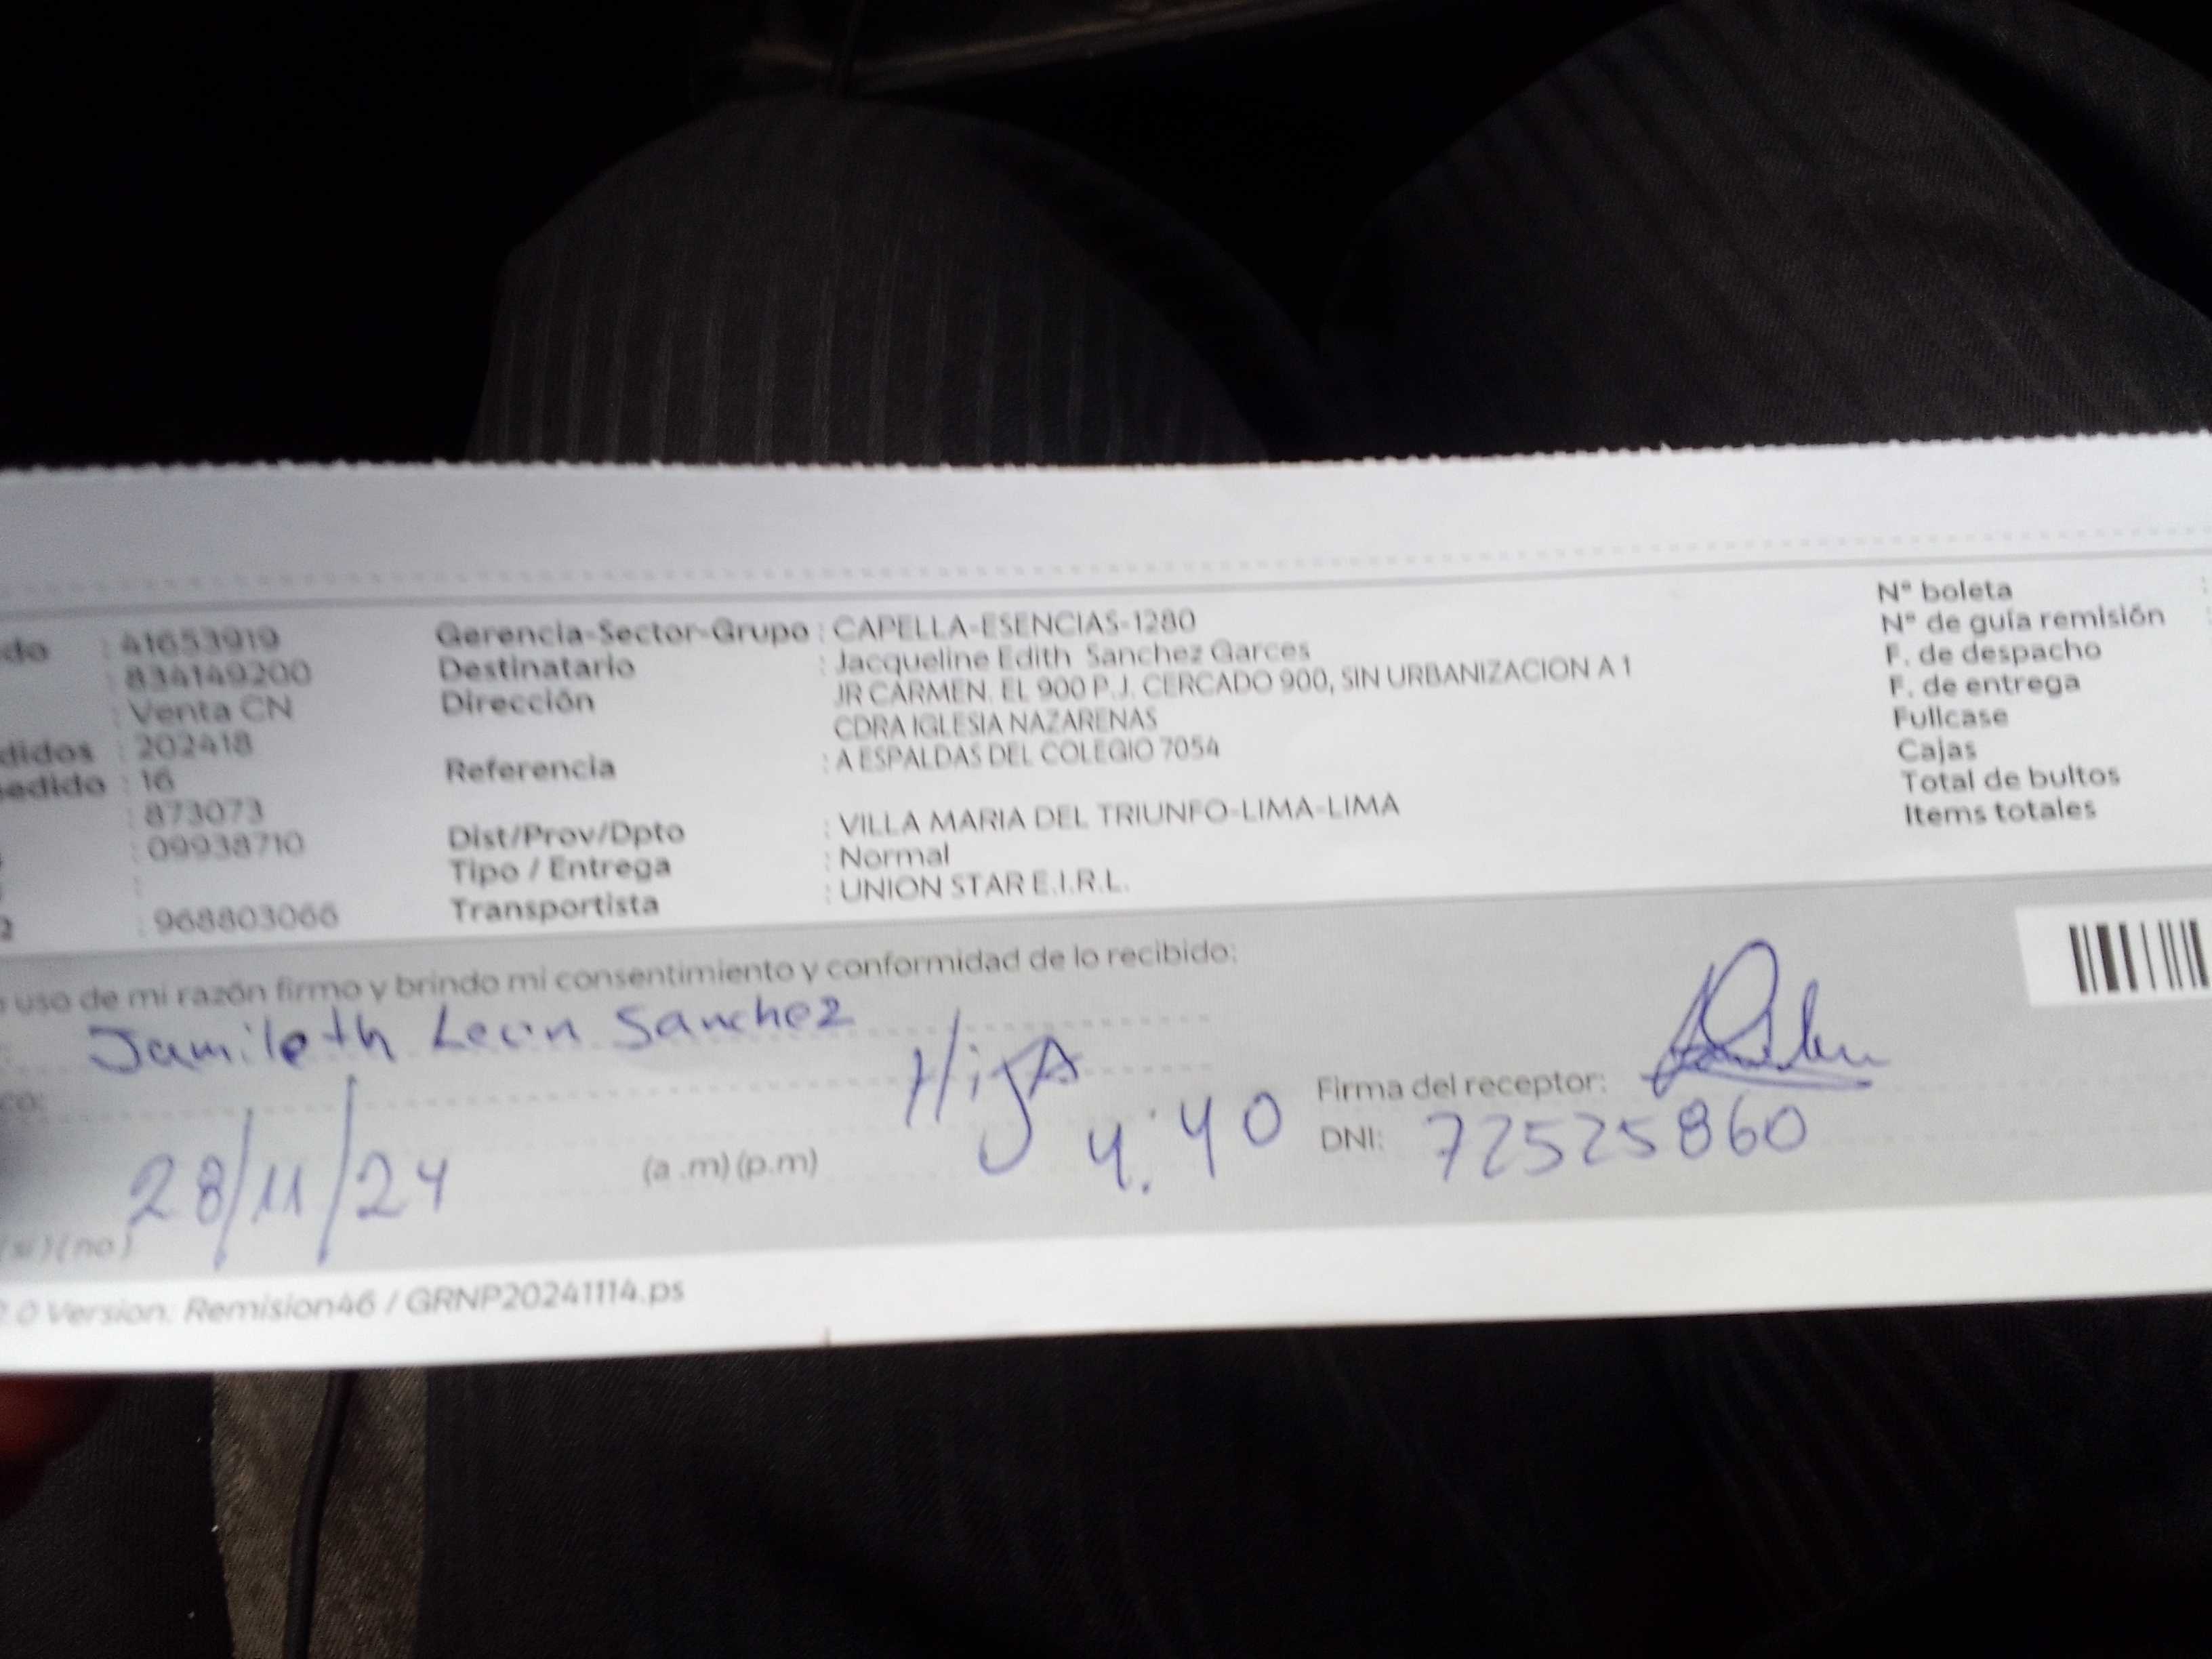 do : 41653919
: 834149200
: Venta CN
didos : 202418
edido : 16
: 873073
: 09938710
:
2 : 968803066
Gerencia-Sector-Grupo : CAPELLA-ESENCIAS-1280
Destinatario : Jacqueline Edith Sanchez Garces
Dirección JR CARMEN. EL 900 P.J. CERCADO 900, SIN URBANIZACION A 1
CDRA IGLESIA NAZARENAS
Referencia : A ESPALDAS DEL COLEGIO 7054
Dist/Prov/Dpto : VILLA MARIA DEL TRIUNFO-LIMA-LIMA
Tipo / Entrega : Normal
Transportista : UNION STAR E.I.R.L.
N° boleta :
N° de guía remisión :
F. de despacho
F. de entrega
Fullcase
Cajas
Total de bultos
Items totales
uso de mi razón firmo y brindo mi consentimiento y conformidad de lo recibido:
Jamileth Leon Sanchez
Hija
co:
28/11/24 (a .m) (p.m) 4:40
Firma del receptor:
DNI: 72525860
(si) (no)
2.0 Version: Remision46 / GRNP20241114.ps